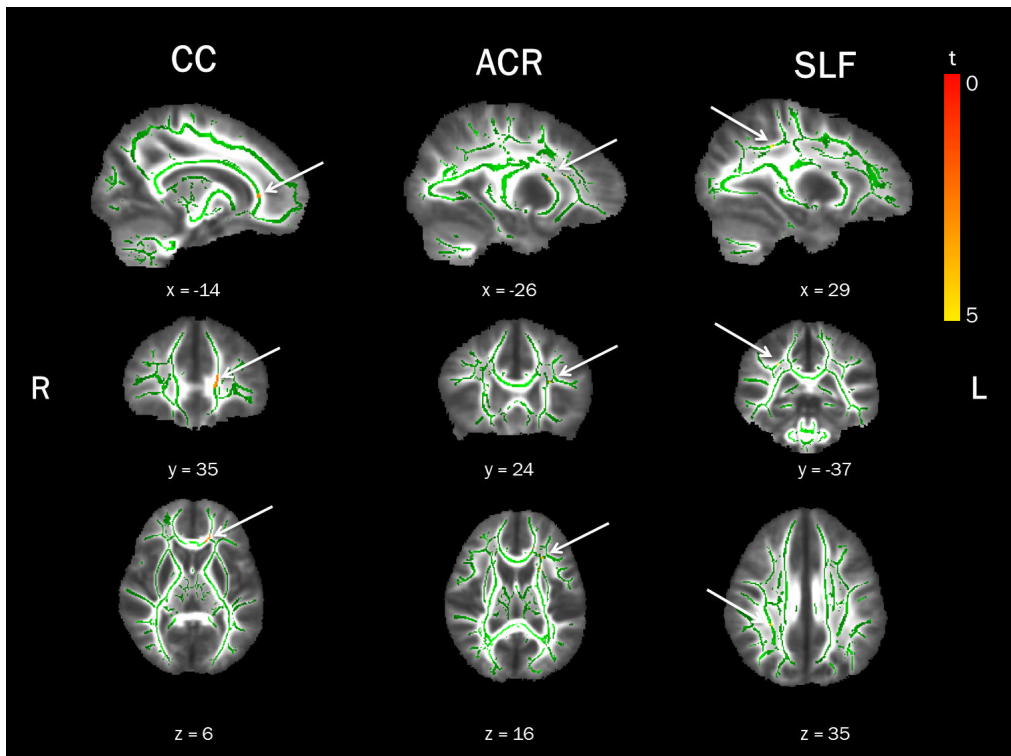 CC
ACR
SLF
t
0
5
x = -14
x = -26
x = 29
R
L
y = 35
y = 24
y = -37
z = 6
z = 16
z = 35